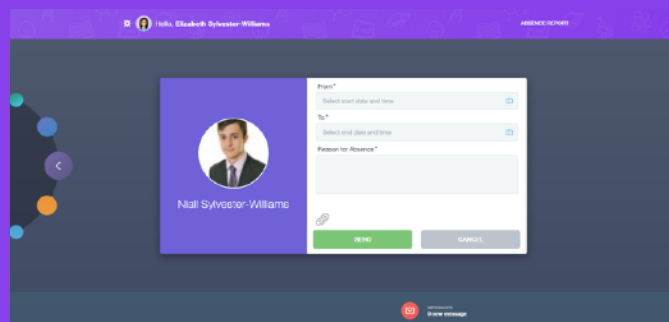 Hello, Elizabeth Sylvester-Williams
ABSENCE REPORT
From*
Select start date and time
To*
Select end date and time
Reason for Absence*
Niall Sylvester-Williams
SEND
CANCEL
0 new message